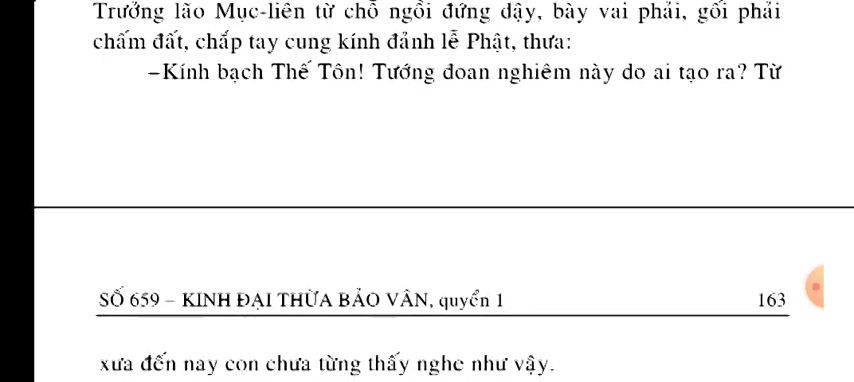 Trưởng lão Mục-liên từ chỗ ngồi đứng dậy, bày vai phải, gối phải
chấm đất, chắp tay cung kính đảnh lễ Phật, thưa:
–Kính bạch Thế Tôn! Tướng đoan nghiêm này do ai tạo ra? Từ
SỐ 659 – KINH ĐẠI THỪA BẢO VÂN, quyển 1 163
xưa đến nay con chưa từng thấy nghe như vậy.